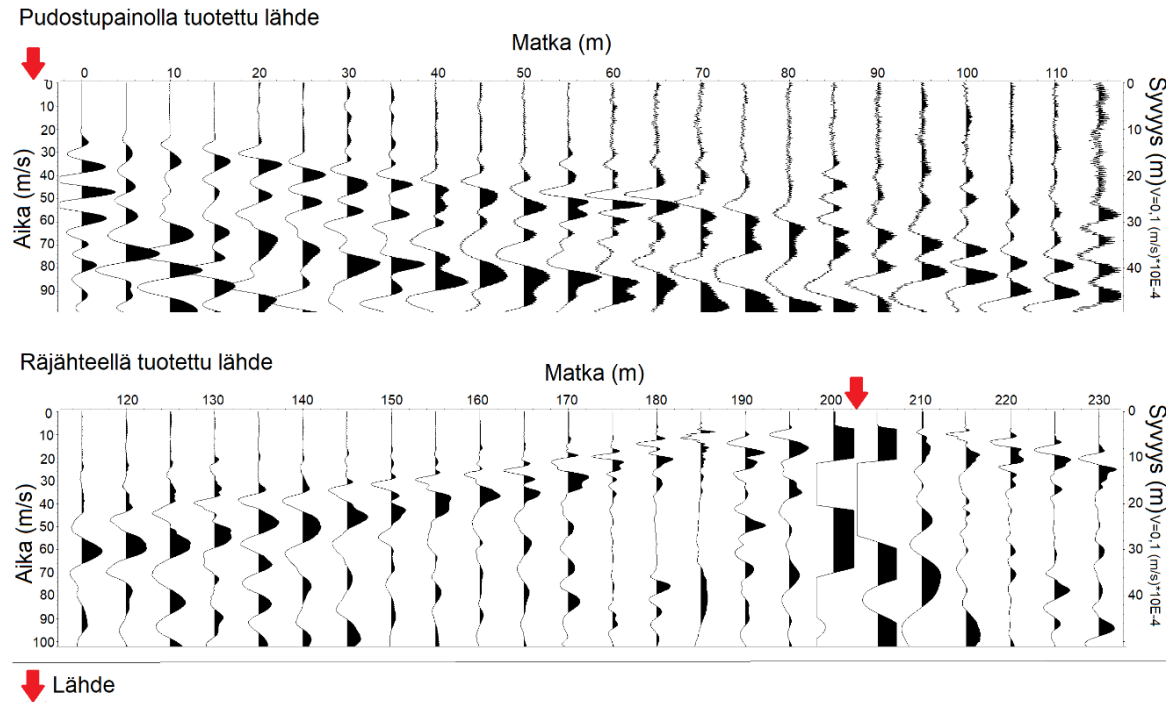 Pudostupainolla tuotettu lähde
Matka (m)
0 10 20 30 40 50 60 70 80 90 100 110
Aika (m/s)
0
10
20
30
40
50
60
70
80
90
Syvyys (m) V=0,1 (m/s)*10E-4
0
10
20
30
40
Räjähteellä tuotettu lähde
Matka (m)
120 130 140 150 160 170 180 190 200 210 220 230
Aika (m/s)
0
10
20
30
40
50
60
70
80
90
100
Syvyys (m) V=0,1 (m/s)*10E-4
0
10
20
30
40
Lähde